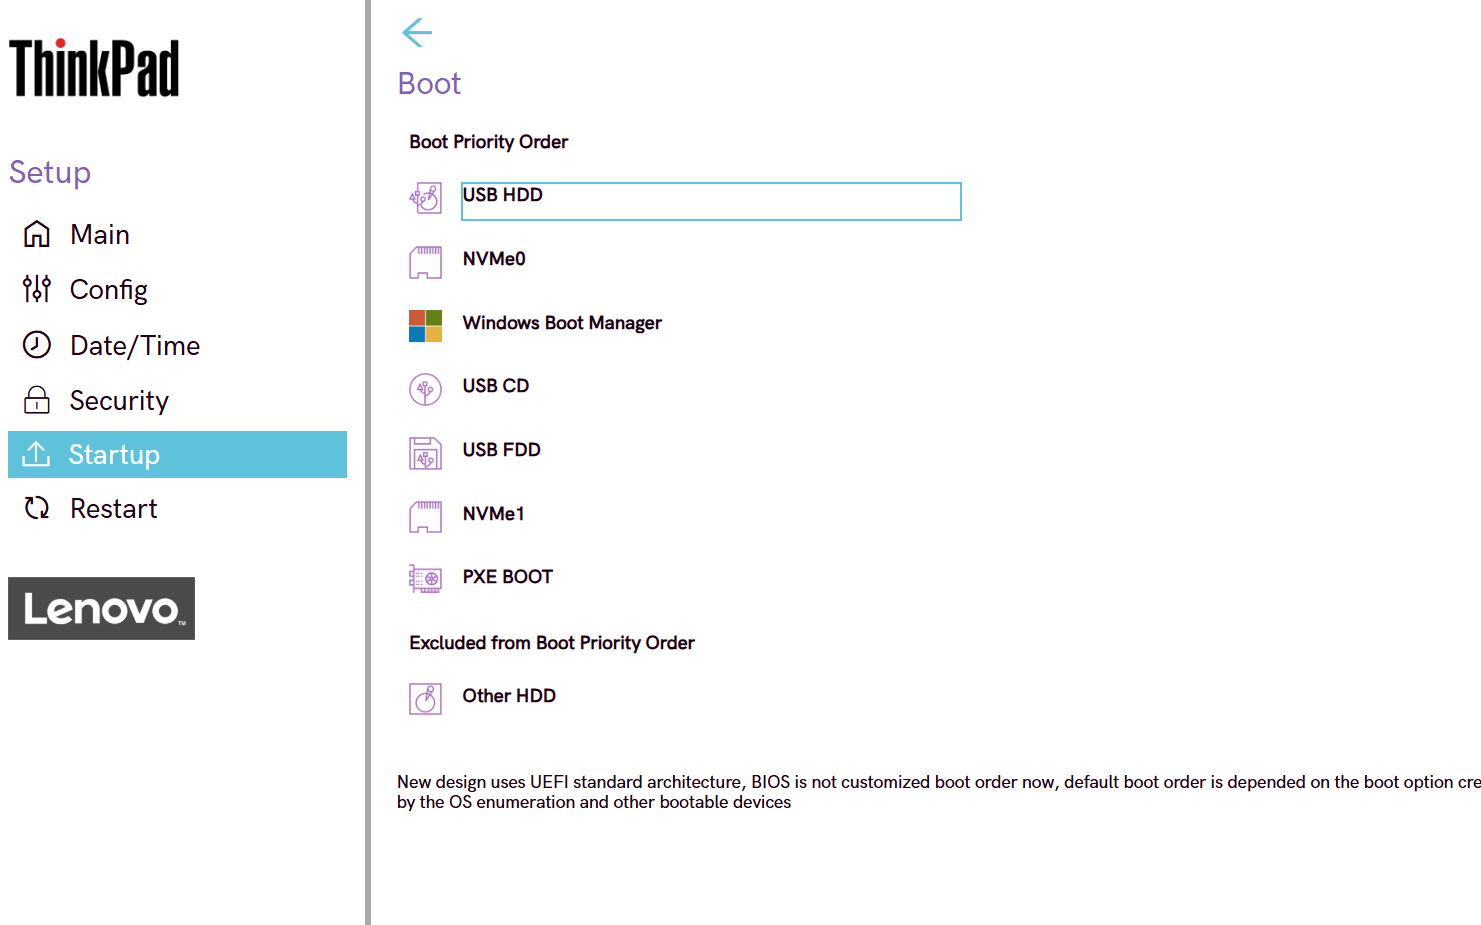 ThinkPad
Setup
Main
Config
Date/Time
Security
Startup
Restart
Lenovo™
Boot
Boot Priority Order
USB HDD
NVMe0
Windows Boot Manager
USB CD
USB FDD
NVMe1
PXE BOOT
Excluded from Boot Priority Order
Other HDD
New design uses UEFI standard architecture, BIOS is not customized boot order now, default boot order is depended on the boot option cre
by the OS enumeration and other bootable devices